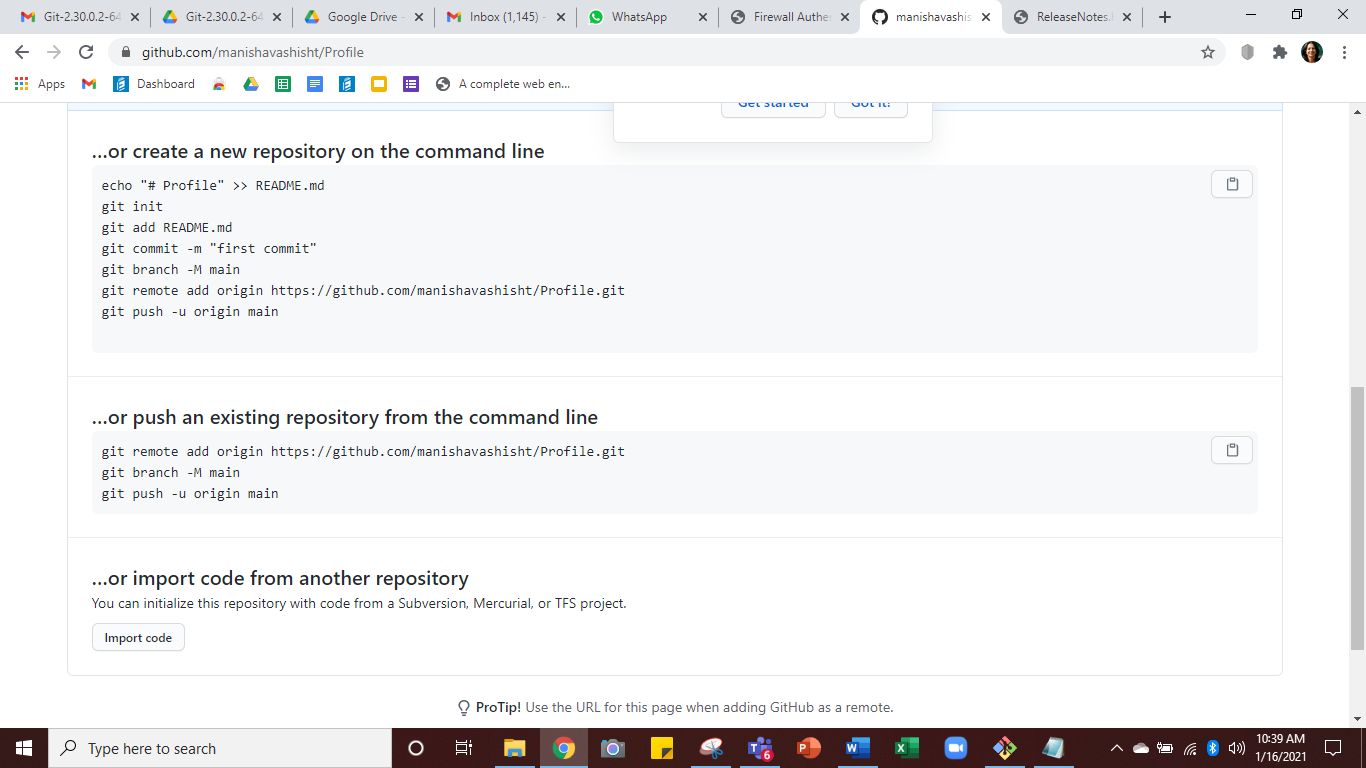 Git-2.30.0.2-64
Git-2.30.0.2-64
Google Drive -
Inbox (1,145) -
WhatsApp
Firewall Authe
manishavashis
ReleaseNotes.
github.com/manishavashisht/Profile
Apps
Dashboard
A complete web en...
Get started
Got it!
...or create a new repository on the command line
echo "# Profile" >> README.md
git init
git add README.md
git commit -m "first commit"
git branch -M main
git remote add origin https://github.com/manishavashisht/Profile.git
git push -u origin main
...or push an existing repository from the command line
git remote add origin https://github.com/manishavashisht/Profile.git
git branch -M main
git push -u origin main
...or import code from another repository
You can initialize this repository with code from a Subversion, Mercurial, or TFS project.
Import code
ProTip! Use the URL for this page when adding GitHub as a remote.
Type here to search
6
10:39 AM
1/16/2021